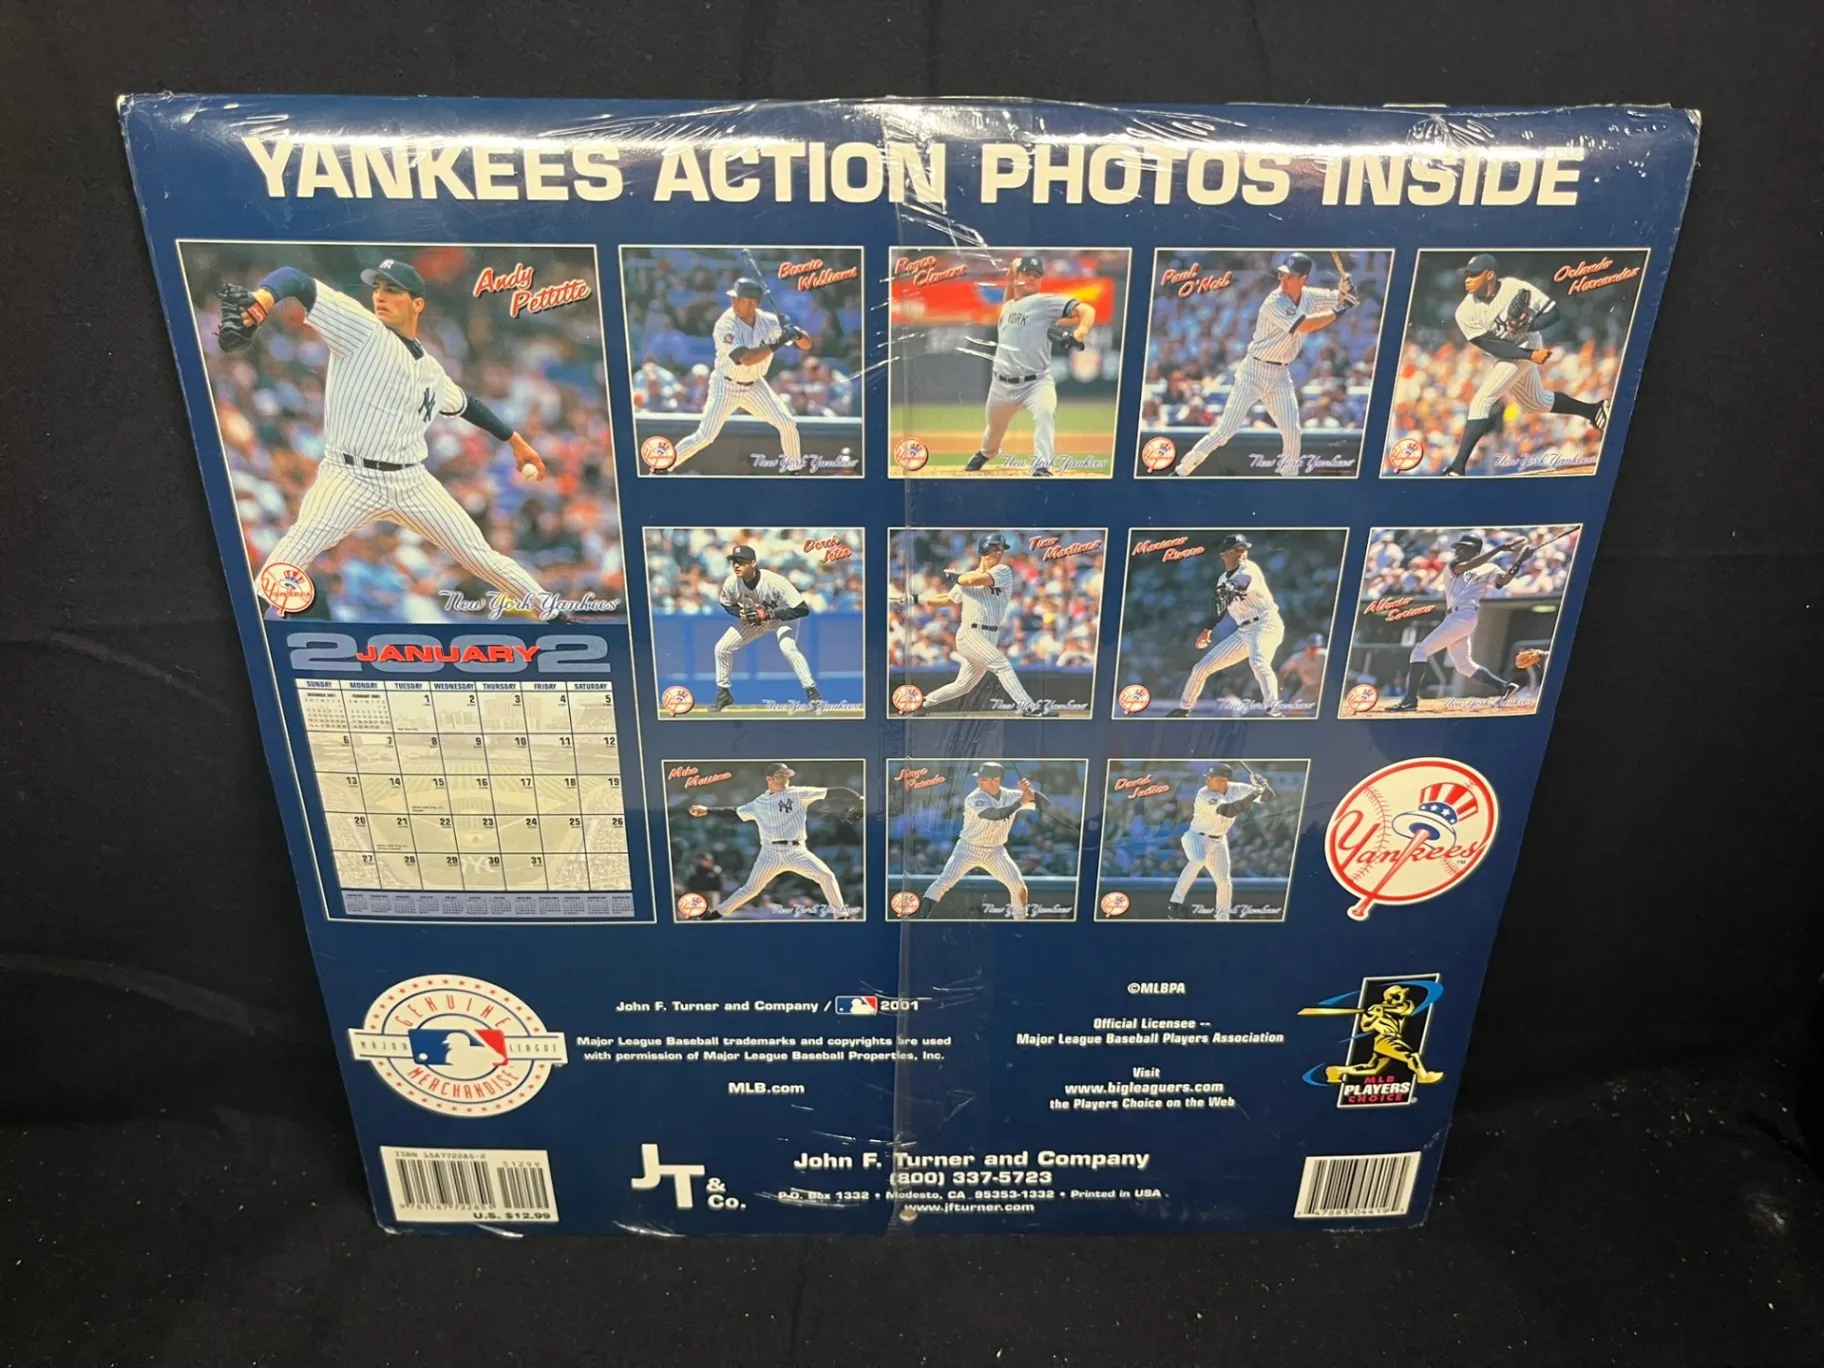 YANKEES ACTION PHOTOS INSIDE
Andy
Pettitte
Bernie
Williams
Roger
Clemens
Paul
O'Neil
Orlando
Hernandez
Yankees
New York Yankees
New York Yankees
New York Yankees
New York Yankees
New York Yankees
2002
JANUARY
SUNDAY MONDAY TUESDAY WEDNESDAY THURSDAY FRIDAY SATURDAY
1 2 3 4 5
6 7 8 9 10 11 12
13 14 15 16 17 18 19
20 21 22 23 24 25 26
27 28 29 30 31
Derek
Jeter
Tino
Martinez
Mariano
Rivera
Alfonso
Soriano
New York Yankees
New York Yankees
New York Yankees
New York Yankees
Mike
Mussina
Jorge
Posada
David
Justice
New York Yankees
New York Yankees
New York Yankees
Yankees
TM
GENUINE
MAJOR LEAGUE
MERCHANDISE
John F. Turner and Company / 2001
Major League Baseball trademarks and copyrights are used
with permission of Major League Baseball Properties, Inc.
MLB.com
©MLBPA
Official Licensee --
Major League Baseball Players Association
Visit
www.bigleaguers.com
the Players Choice on the Web
MLB
PLAYERS
CHOICE
ISBN 158772265-2
51299
U.S. $12.99
JT
&
Co.
John F. Turner and Company
(800) 337-5723
P.O. Box 1332 • Modesto, CA 95353-1332 • Printed in USA
www.jfturner.com